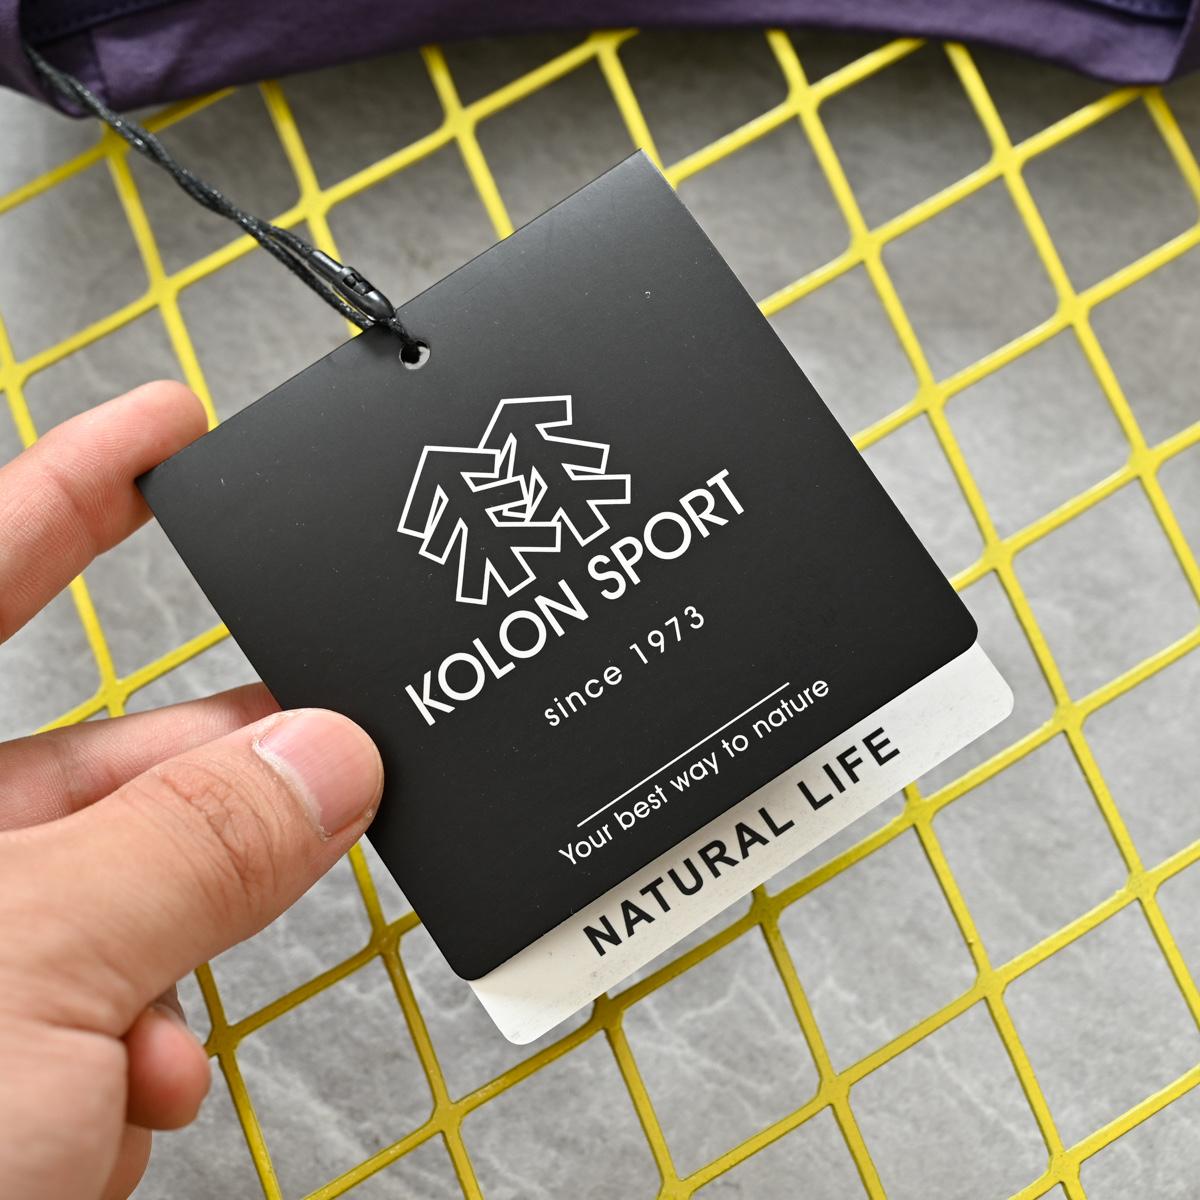 KOLON SPORT
since 1973
Your best way to nature
NATURAL LIFE